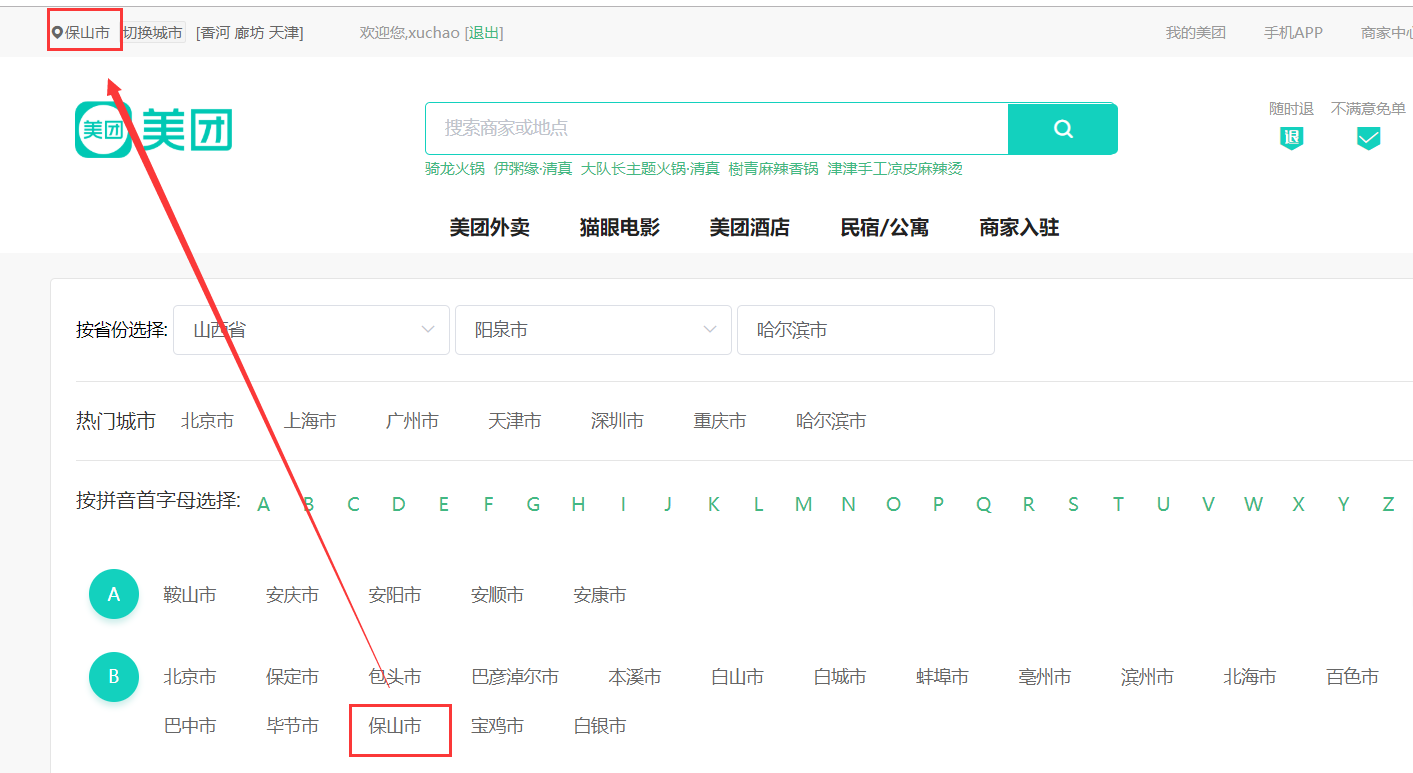 保山市 切换城市 [香河 廊坊 天津] 欢迎您,xuchao [退出] 我的美团 手机APP 商家中心
美团 美团 搜索商家或地点 随时退 不满意免单
退
骑龙火锅 伊粥缘·清真 大队长主题火锅·清真 樹青麻辣香锅 津津手工凉皮麻辣烫
美团外卖 猫眼电影 美团酒店 民宿/公寓 商家入驻
按省份选择: 山西省 阳泉市 哈尔滨市
热门城市 北京市 上海市 广州市 天津市 深圳市 重庆市 哈尔滨市
按拼音首字母选择: A B C D E F G H I J K L M N O P Q R S T U V W X Y Z
A 鞍山市 安庆市 安阳市 安顺市 安康市
B 北京市 保定市 包头市 巴彦淖尔市 本溪市 白山市 白城市 蚌埠市 亳州市 滨州市 北海市 百色市
巴中市 毕节市 保山市 宝鸡市 白银市